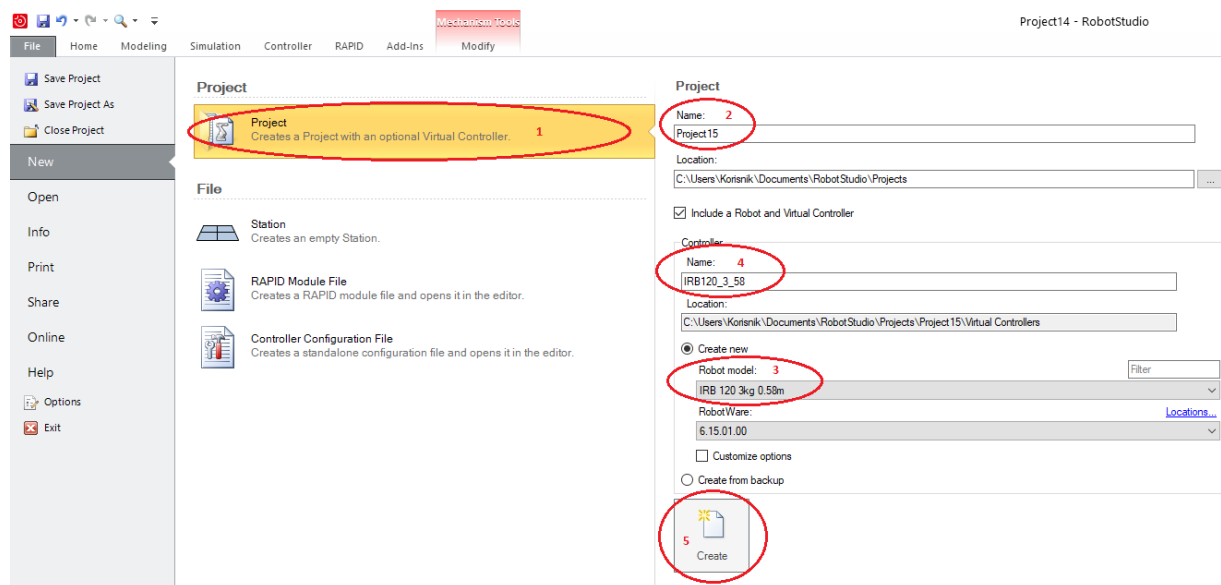 Mechanism Tools
Project14 - RobotStudio
File Home Modeling Simulation Controller RAPID Add-Ins Modify
Save Project
Save Project As
Close Project
New
Open
Info
Print
Share
Online
Help
Options
Exit
Project
Project
Creates a Project with an optional Virtual Controller. 1
File
Station
Creates an empty Station.
RAPID Module File
Creates a RAPID module file and opens it in the editor.
Controller Configuration File
Creates a standalone configuration file and opens it in the editor.
Project
Name: 2
Project15
Location:
C:\Users\Korisnik\Documents\RobotStudio\Projects ...
Include a Robot and Virtual Controller
Controller
Name: 4
IRB120_3_58
Location:
C:\Users\Korisnik\Documents\RobotStudio\Projects\Project15\Virtual Controllers
Create new
Robot model: 3 Filter
IRB 120 3kg 0.58m
RobotWare: Locations...
6.15.01.00
Customize options
Create from backup
5
Create